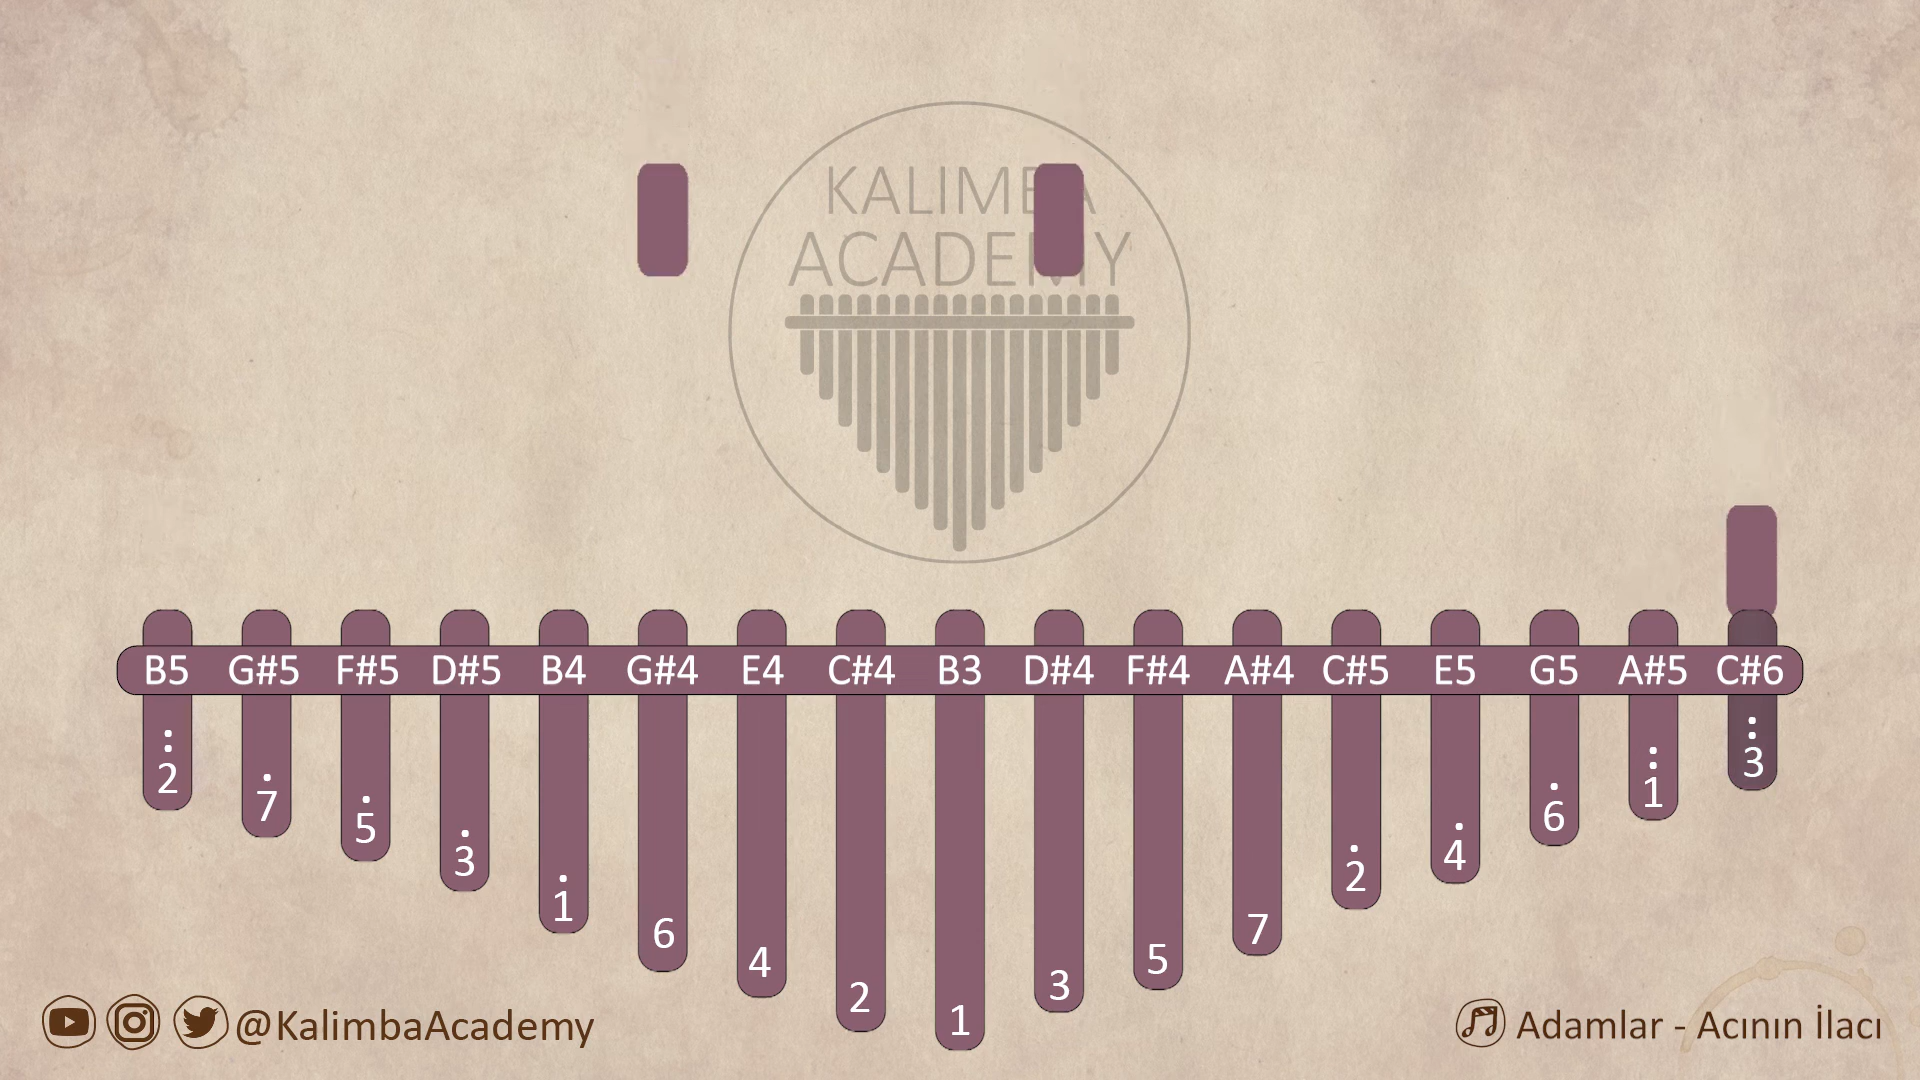 KALIMBA
ACADEMY
B5 G#5 F#5 D#5 B4 G#4 E4 C#4 B3 D#4 F#4 A#4 C#5 E5 G5 A#5 C#6
2 7 5 3 1 6 4 2 1 3 5 7 2 4 6 1 3
@KalimbaAcademy
Adamlar - Acının İlacı